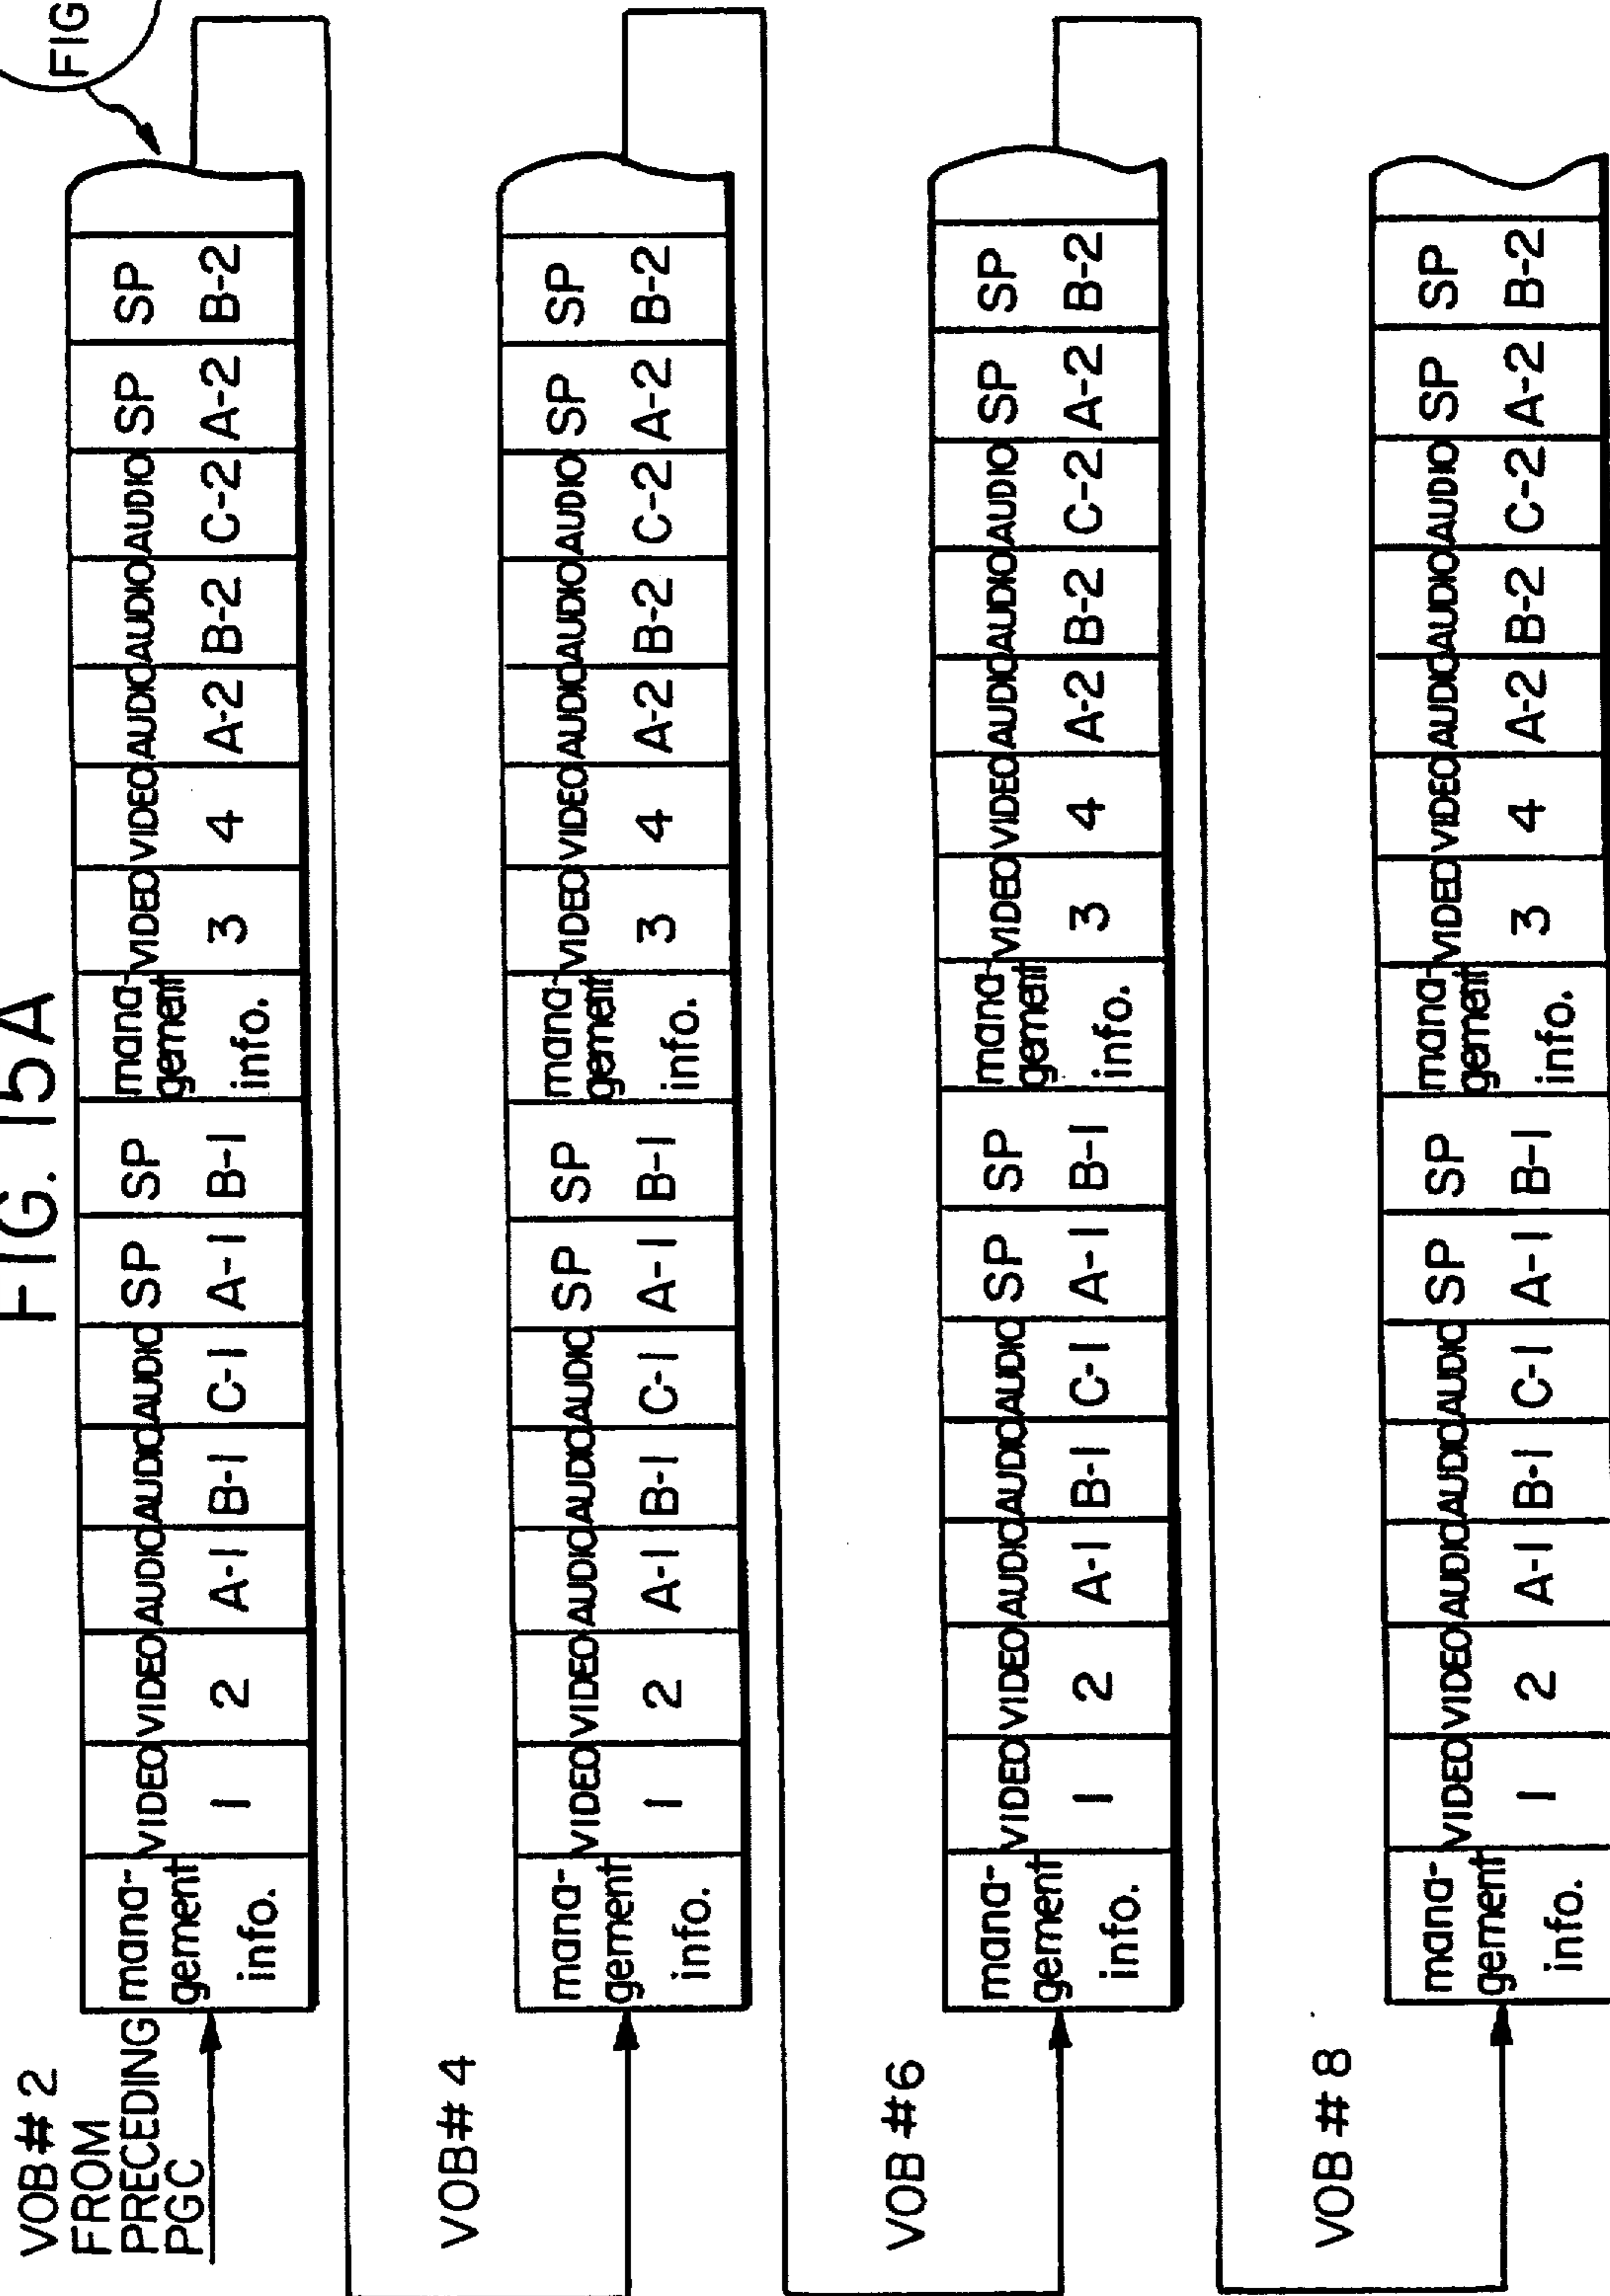 FIG. 15A
FIG
VOB#2
FROM
PRECEDING
PGC
mana-
gement
info.
VIDEO
1
VIDEO
2
AUDIO
A-1
AUDIO
B-1
AUDIO
C-1
SP
A-1
SP
B-1
mana-
gement
info.
VIDEO
3
VIDEO
4
AUDIO
A-2
AUDIO
B-2
AUDIO
C-2
SP
A-2
SP
B-2
VOB#4
mana-
gement
info.
VIDEO
1
VIDEO
2
AUDIO
A-1
AUDIO
B-1
AUDIO
C-1
SP
A-1
SP
B-1
mana-
gement
info.
VIDEO
3
VIDEO
4
AUDIO
A-2
AUDIO
B-2
AUDIO
C-2
SP
A-2
SP
B-2
VOB #6
mana-
gement
info.
VIDEO
1
VIDEO
2
AUDIO
A-1
AUDIO
B-1
AUDIO
C-1
SP
A-1
SP
B-1
mana-
gement
info.
VIDEO
3
VIDEO
4
AUDIO
A-2
AUDIO
B-2
AUDIO
C-2
SP
A-2
SP
B-2
VOB #8
mana-
gement
info.
VIDEO
1
VIDEO
2
AUDIO
A-1
AUDIO
B-1
AUDIO
C-1
SP
A-1
SP
B-1
mana-
gement
info.
VIDEO
3
VIDEO
4
AUDIO
A-2
AUDIO
B-2
AUDIO
C-2
SP
A-2
SP
B-2